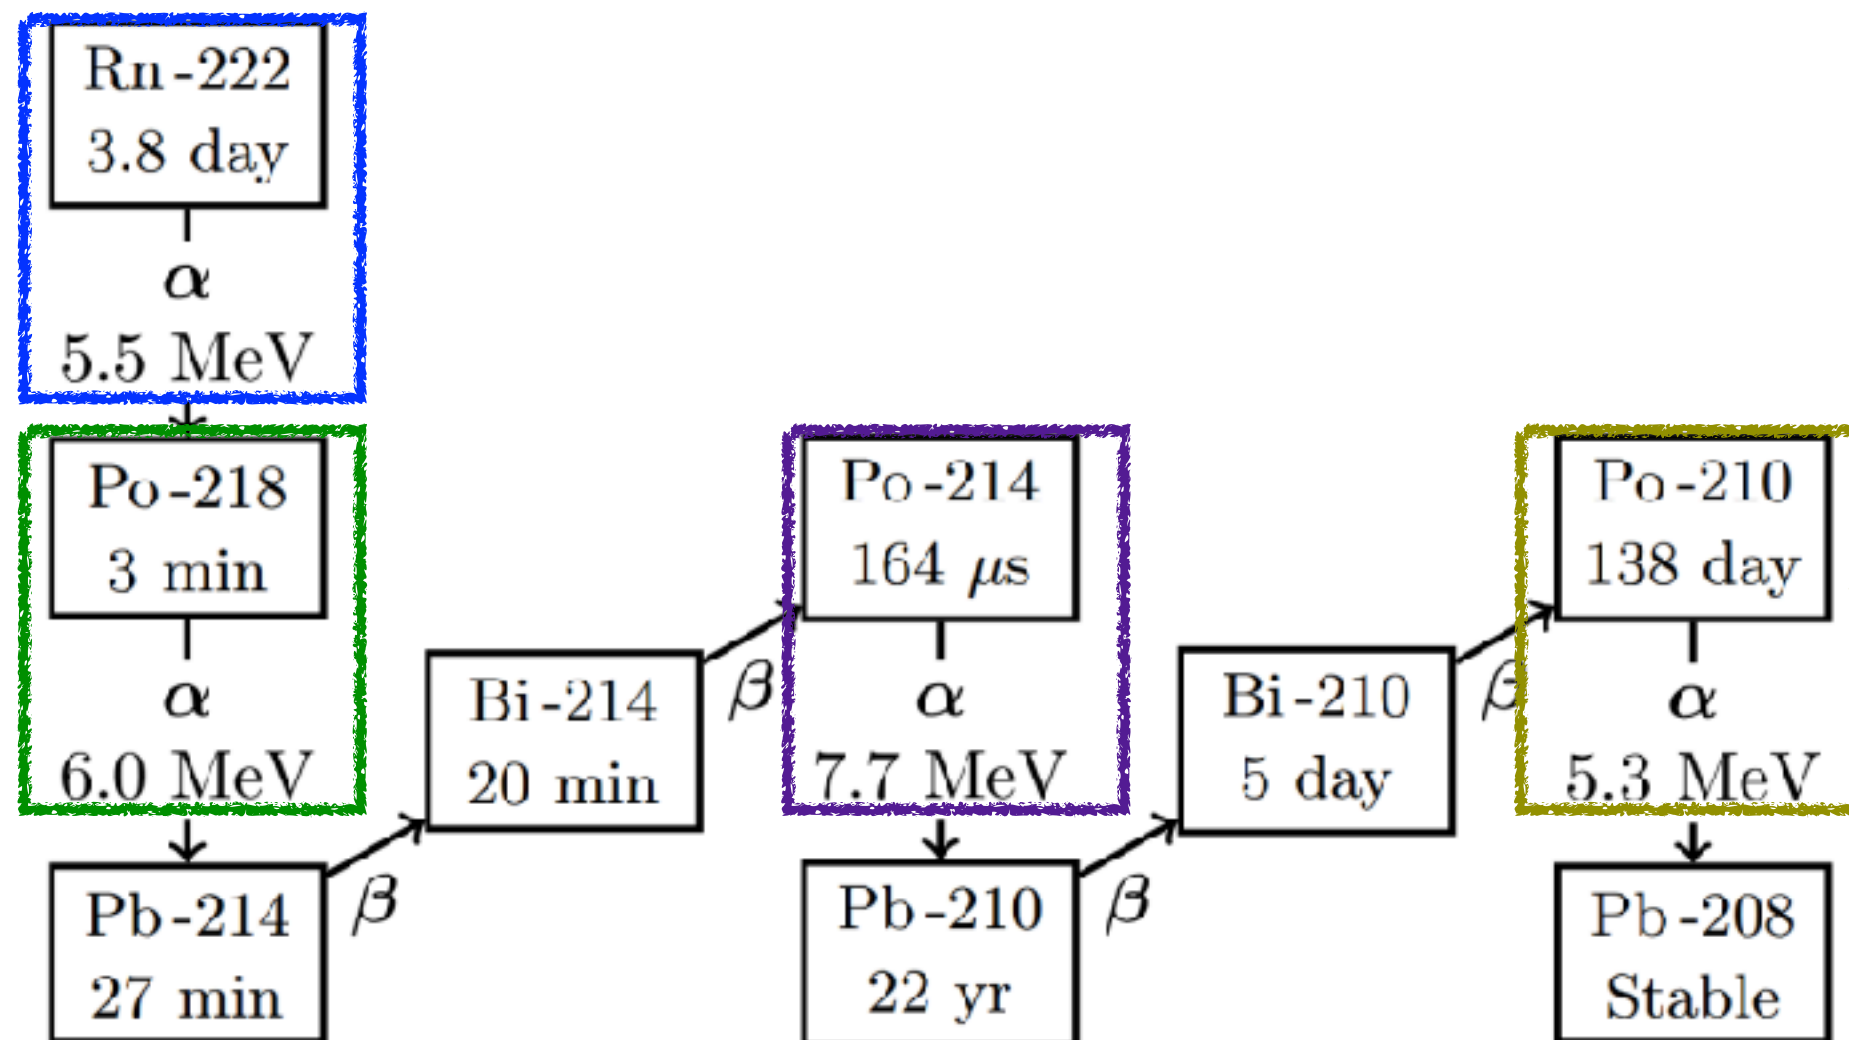 Rn-222
3.8 day
α
5.5 MeV
Po-218
3 min
α
6.0 MeV
Pb-214
27 min
β
Bi-214
20 min
β
Po-214
164 μs
α
7.7 MeV
Pb-210
22 yr
β
Bi-210
5 day
β
Po-210
138 day
α
5.3 MeV
Pb-208
Stable